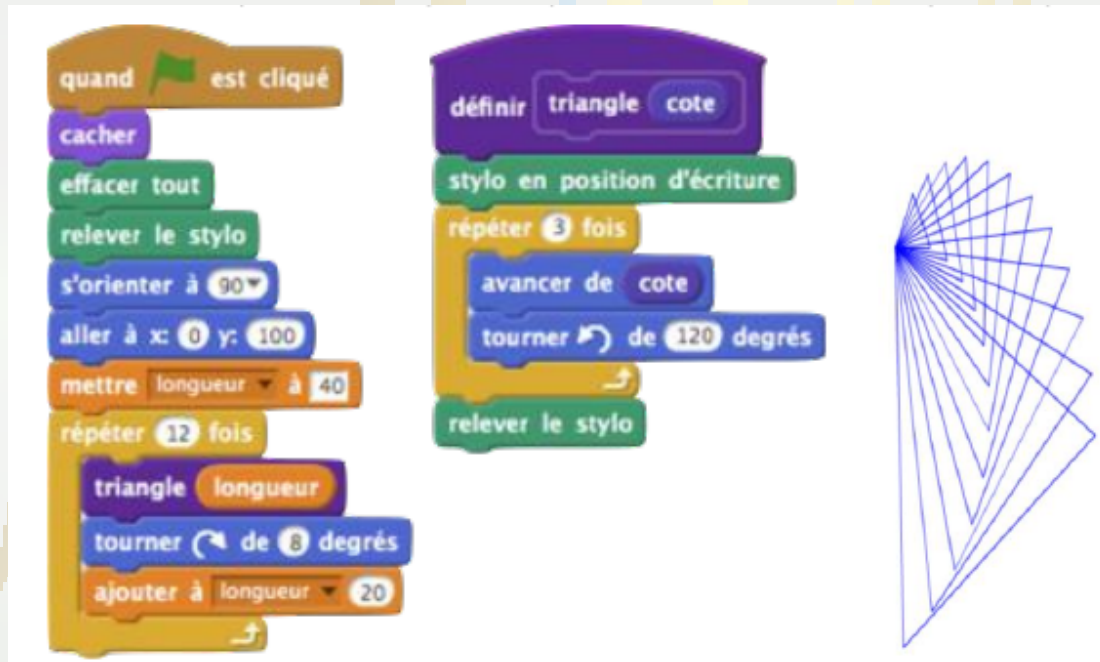 quand est cliqué
cacher
effacer tout
relever le stylo
s'orienter à 90
aller à x: 0 y: 100
mettre longueur à 40
répéter 12 fois
triangle longueur
tourner de 8 degrés
ajouter à longueur 20
définir triangle cote
stylo en position d'écriture
répéter 3 fois
avancer de cote
tourner de 120 degrés
relever le stylo